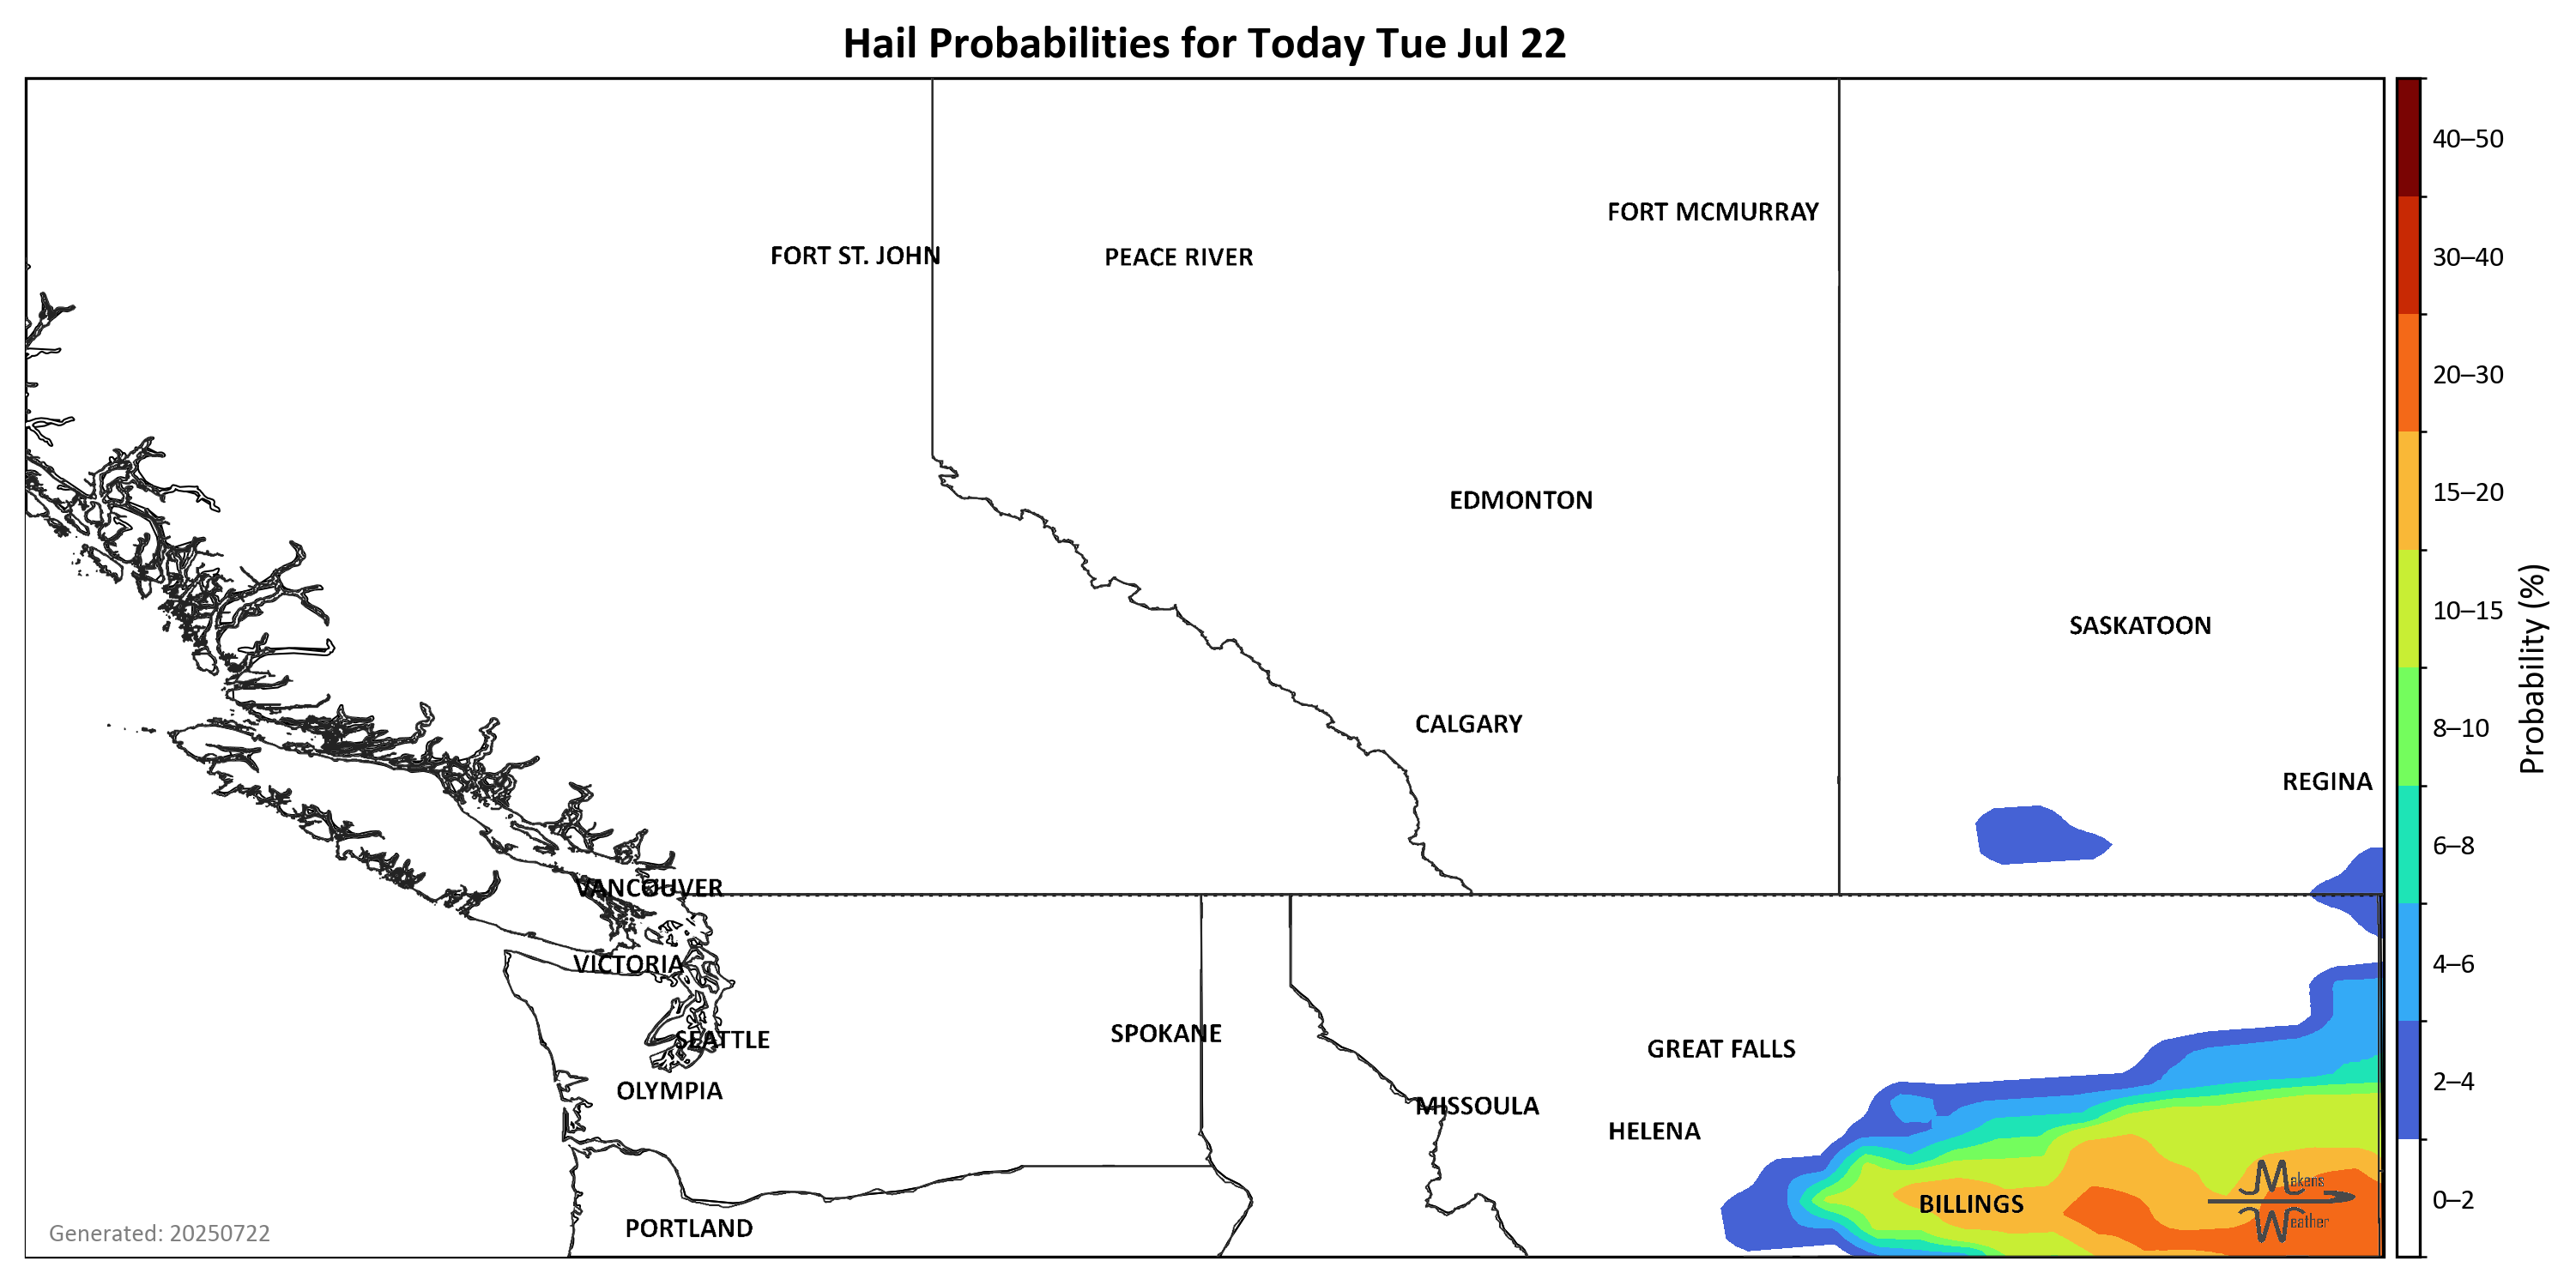 Hail Probabilities for Today Tue Jul 22
FORT MCMURRAY
FORT ST. JOHN
PEACE RIVER
EDMONTON
SASKATOON
CALGARY
REGINA
VANCOUVER
VICTORIA
SEATTLE
SPOKANE
GREAT FALLS
OLYMPIA
MISSOULA
HELENA
BILLINGS
PORTLAND
Makens
Weather
Generated: 20250722
40–50
30–40
20–30
15–20
10–15
8–10
6–8
4–6
2–4
0–2
Probability (%)